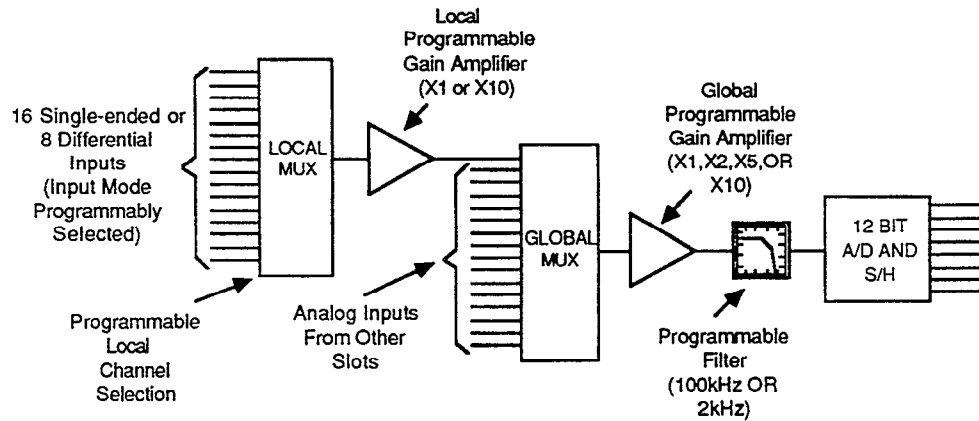 Local
Programmable
Gain Amplifier
(X1 or X10)
16 Single-ended or
8 Differential
Inputs
(Input Mode
Programmably
Selected)
LOCAL
MUX
Programmable
Local
Channel
Selection
Analog Inputs
From Other
Slots
GLOBAL
MUX
Global
Programmable
Gain Amplifier
(X1,X2,X5,OR
X10)
Programmable
Filter
(100kHz OR
2kHz)
12 BIT
A/D AND
S/H